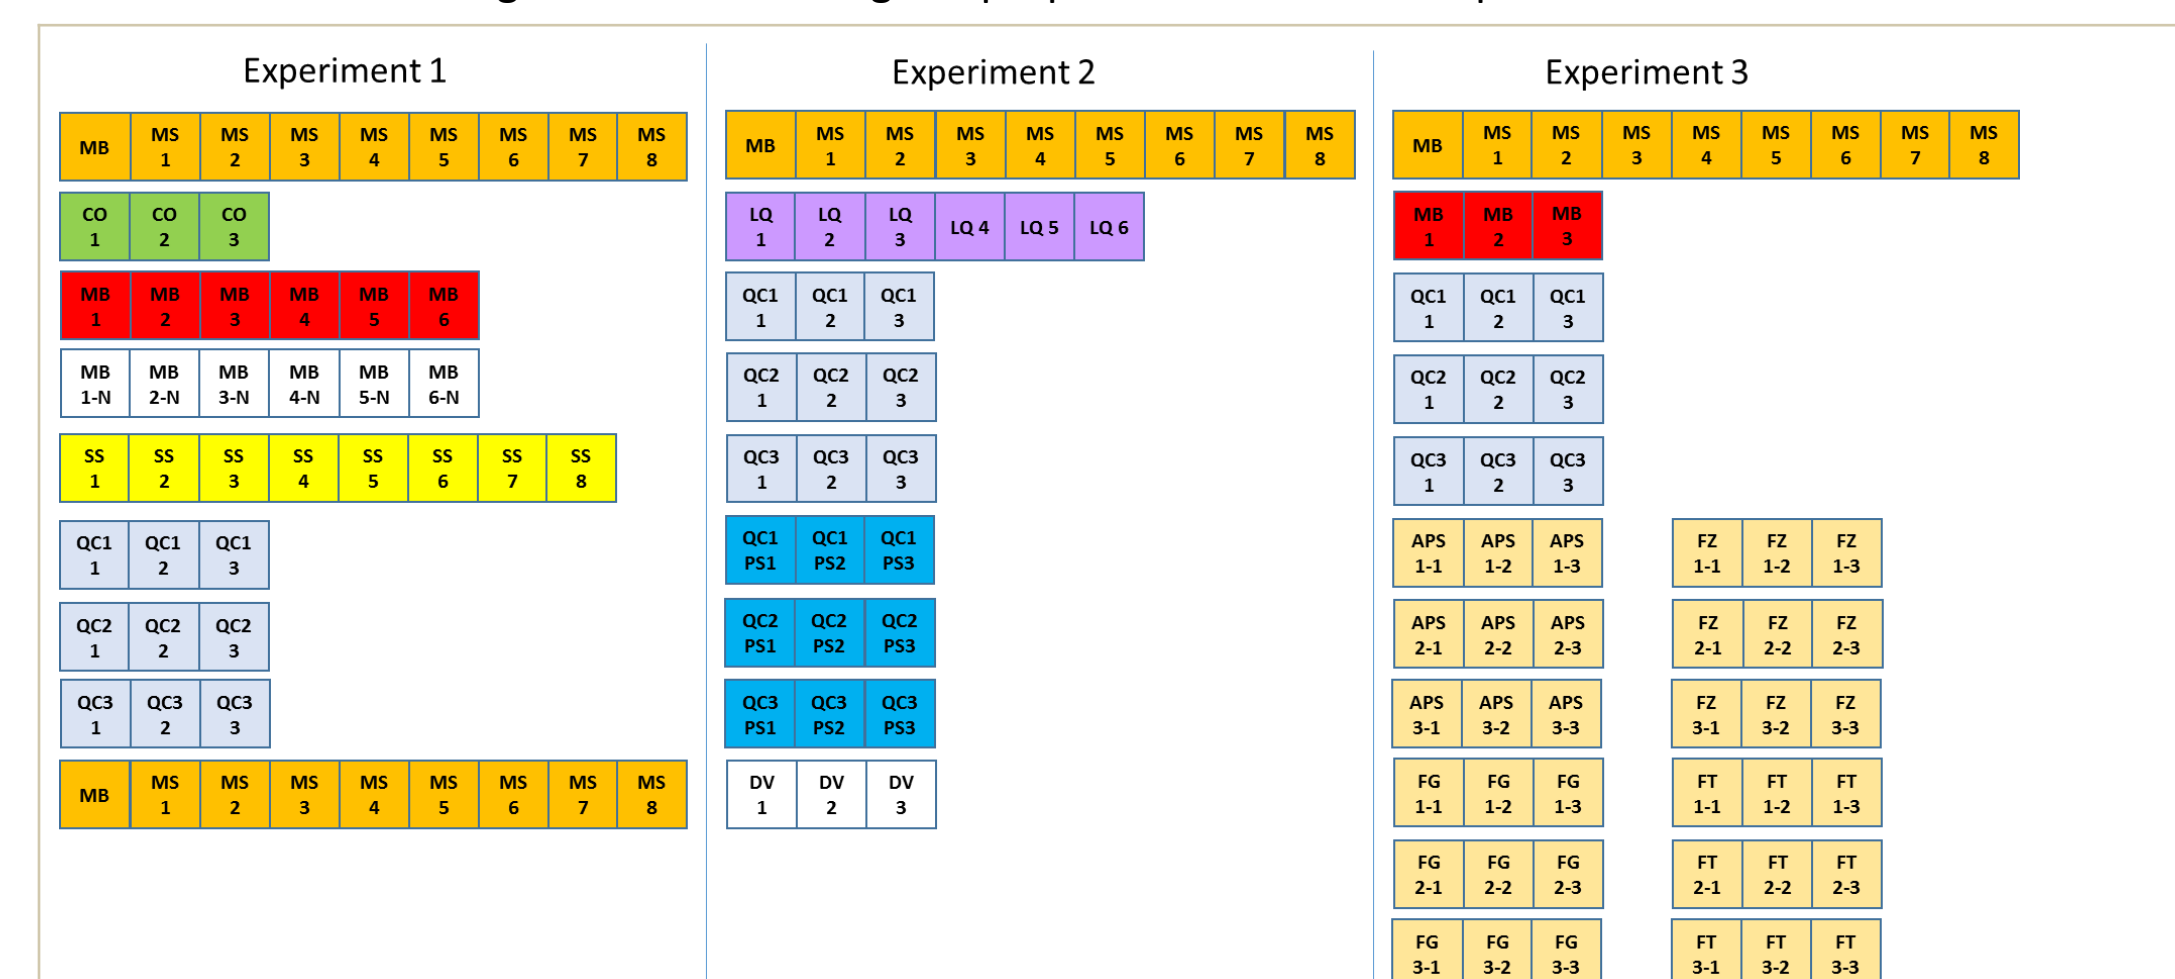 Experiment 1
MB MS 1 MS 2 MS 3 MS 4 MS 5 MS 6 MS 7 MS 8
CO 1 CO 2 CO 3
MB 1 MB 2 MB 3 MB 4 MB 5 MB 6
MB 1-N MB 2-N MB 3-N MB 4-N MB 5-N MB 6-N
SS 1 SS 2 SS 3 SS 4 SS 5 SS 6 SS 7 SS 8
QC1 1 QC1 2 QC1 3
QC2 1 QC2 2 QC2 3
QC3 1 QC3 2 QC3 3
MB MS 1 MS 2 MS 3 MS 4 MS 5 MS 6 MS 7 MS 8
Experiment 2
MB MS 1 MS 2 MS 3 MS 4 MS 5 MS 6 MS 7 MS 8
LQ 1 LQ 2 LQ 3 LQ 4 LQ 5 LQ 6
QC1 1 QC1 2 QC1 3
QC2 1 QC2 2 QC2 3
QC3 1 QC3 2 QC3 3
QC1 PS1 QC1 PS2 QC1 PS3
QC2 PS1 QC2 PS2 QC2 PS3
QC3 PS1 QC3 PS2 QC3 PS3
DV 1 DV 2 DV 3
Experiment 3
MB MS 1 MS 2 MS 3 MS 4 MS 5 MS 6 MS 7 MS 8
MB 1 MB 2 MB 3
QC1 1 QC1 2 QC1 3
QC2 1 QC2 2 QC2 3
QC3 1 QC3 2 QC3 3
APS 1-1 APS 1-2 APS 1-3 FZ 1-1 FZ 1-2 FZ 1-3
APS 2-1 APS 2-2 APS 2-3 FZ 2-1 FZ 2-2 FZ 2-3
APS 3-1 APS 3-2 APS 3-3 FZ 3-1 FZ 3-2 FZ 3-3
FG 1-1 FG 1-2 FG 1-3 FT 1-1 FT 1-2 FT 1-3
FG 2-1 FG 2-2 FG 2-3 FT 2-1 FT 2-2 FT 2-3
FG 3-1 FG 3-2 FG 3-3 FT 3-1 FT 3-2 FT 3-3